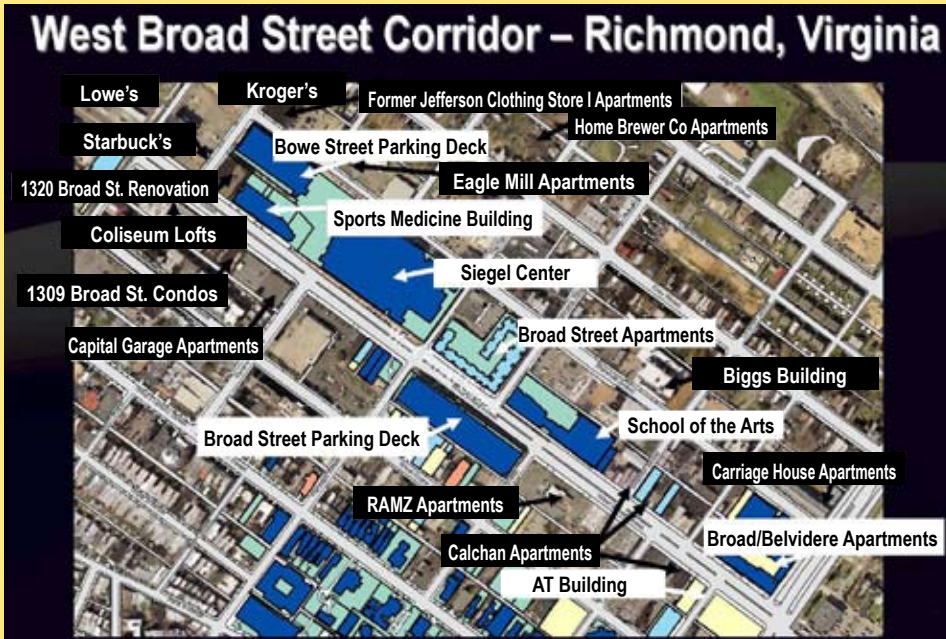 West Broad Street Corridor – Richmond, Virginia
Lowe's
Kroger's
Former Jefferson Clothing Store I Apartments
Home Brewer Co Apartments
Starbuck's
Bowe Street Parking Deck
1320 Broad St. Renovation
Eagle Mill Apartments
Sports Medicine Building
Coliseum Lofts
Siegel Center
1309 Broad St. Condos
Capital Garage Apartments
Broad Street Apartments
Biggs Building
Broad Street Parking Deck
School of the Arts
Carriage House Apartments
RAMZ Apartments
Calchan Apartments
Broad/Belvidere Apartments
AT Building